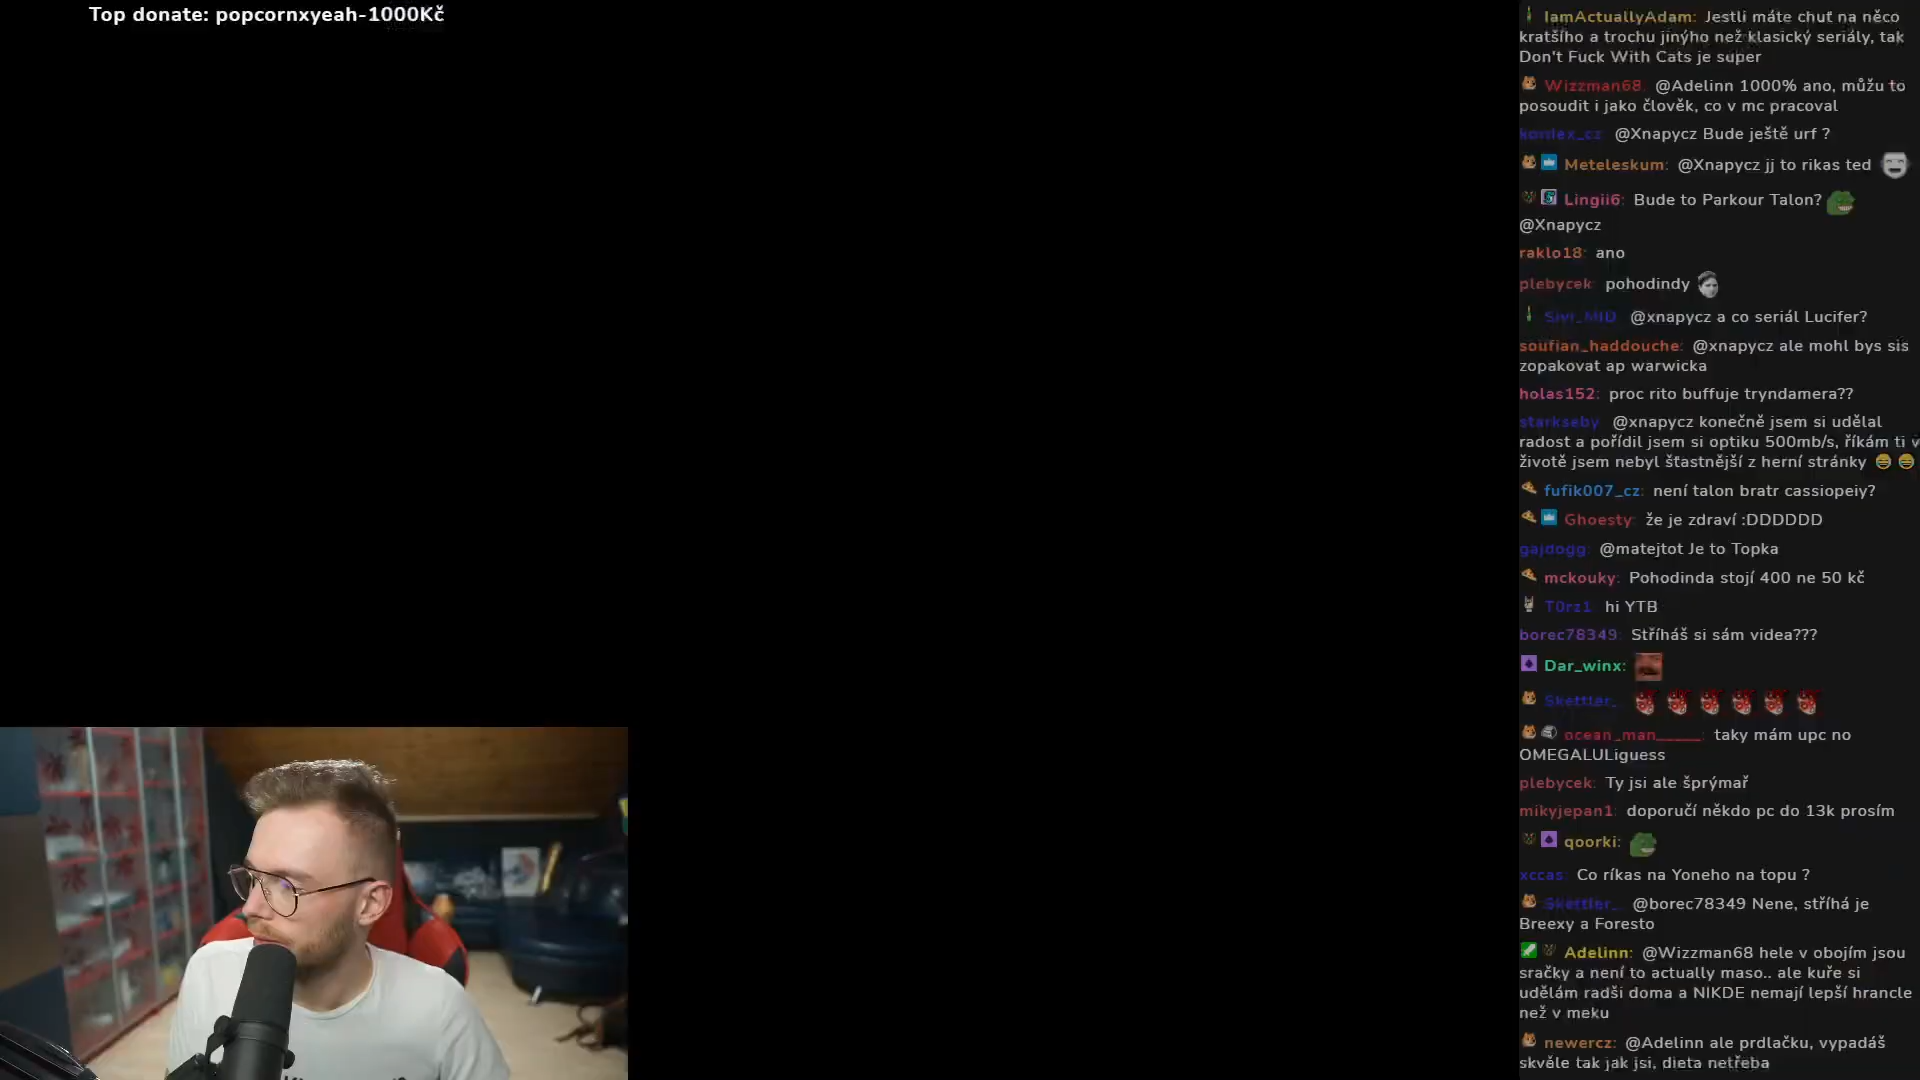 Top donate: popcornxyeah-1000Kč
IamActuallyAdam: Jestli máte chuť na něco
kratšího a trochu jinýho než klasický seriály, tak
Don't Fuck With Cats je super
Wizzman68: @Adelinn 1000% ano, můžu to
posoudit i jako člověk, co v mc pracoval
@Xnapycz Bude ještě urf ?
Meteleskum: @Xnapycz jj to rikas ted
Lingii6: Bude to Parkour Talon?
@Xnapycz
raklo18: ano
plebycek: pohodindy
Sivi_MID: @xnapycz a co seriál Lucifer?
soufian_haddouche: @xnapycz ale mohl bys sis
zopakovat ap warwicka
holas152: proc rito buffuje tryndamera??
starkseby: @xnapycz konečně jsem si udělal
radost a pořídil jsem si optiku 500mb/s, říkám ti v
životě jsem nebyl šťastnější z herní stránky
fufik007_cz: není talon bratr cassiopeiy?
Ghoesty: že je zdraví :DDDDDD
gajdogg: @matejtot Je to Topka
mckouky: Pohodinda stojí 400 ne 50 kč
T0rz1: hi YTB
borec78349: Stříháš si sám videa???
Dar_winx:
Skettler_:
ocean_man_____: taky mám upc no
OMEGALULiguess
plebycek: Ty jsi ale šprýmař
mikyjepan1: doporučí někdo pc do 13k prosím
qoorki:
xccas: Co ríkas na Yoneho na topu ?
Skettler_: @borec78349 Nene, stříhá je
Breexy a Foresto
Adelinn: @Wizzman68 hele v obojím jsou
sračky a není to actually maso.. ale kuře si
udělám radši doma a NIKDE nemají lepší hrancle
než v meku
newercz: @Adelinn ale prdlačku, vypadáš
skvěle tak jak jsi, dieta netřeba